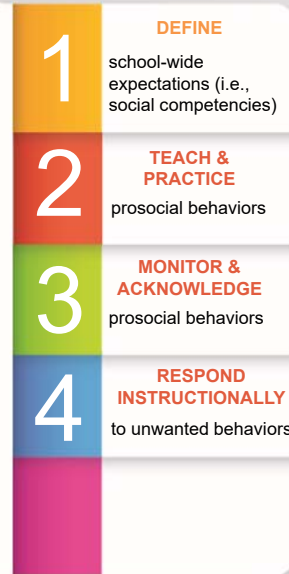 1
DEFINE
school-wide
expectations (i.e.,
social competencies)
2
TEACH &
PRACTICE
prosocial behaviors
3
MONITOR &
ACKNOWLEDGE
prosocial behaviors
4
RESPOND
INSTRUCTIONALLY
to unwanted behaviors